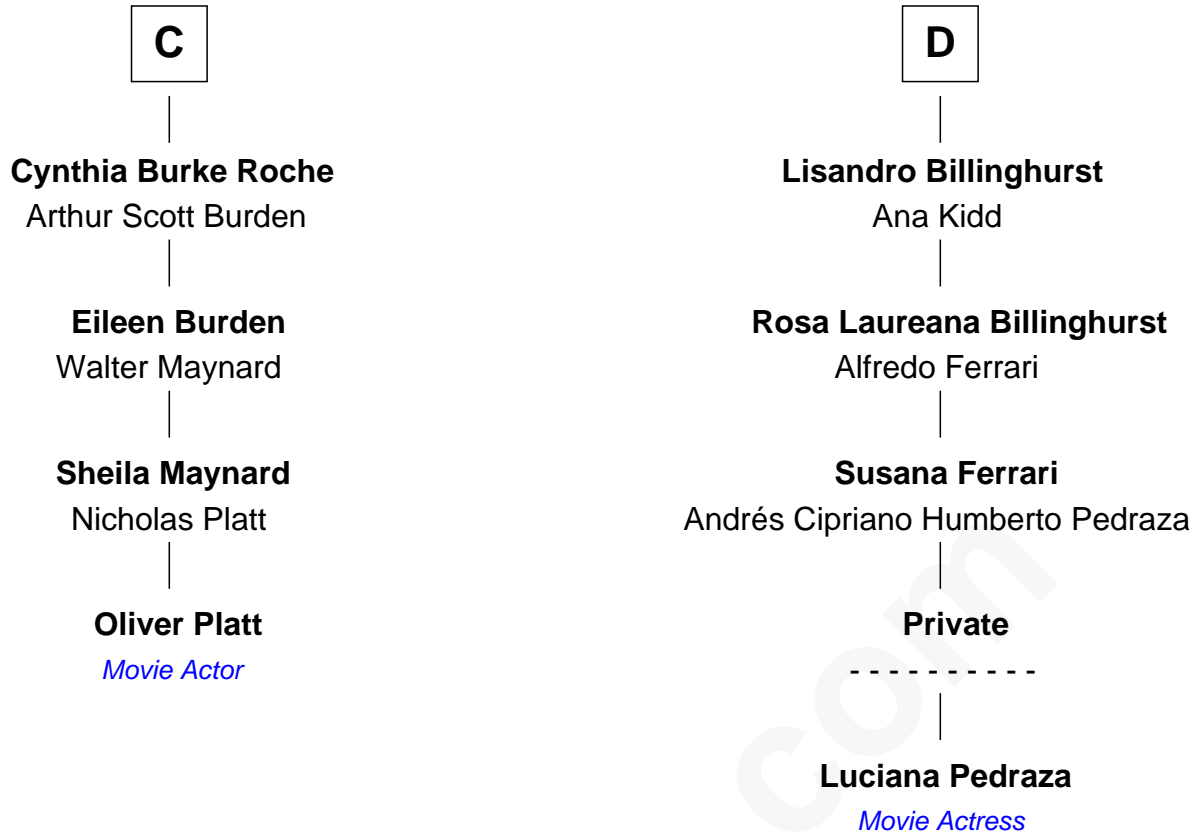 C
Cynthia Burke Roche
Arthur Scott Burden
Eileen Burden
Walter Maynard
Sheila Maynard
Nicholas Platt
Oliver Platt
Movie Actor
D
Lisandro Billinghurst
Ana Kidd
Rosa Laureana Billinghurst
Alfredo Ferrari
Susana Ferrari
Andrés Cipriano Humberto Pedraza
Private
- - - - - - - - - -
Luciana Pedraza
Movie Actress
com